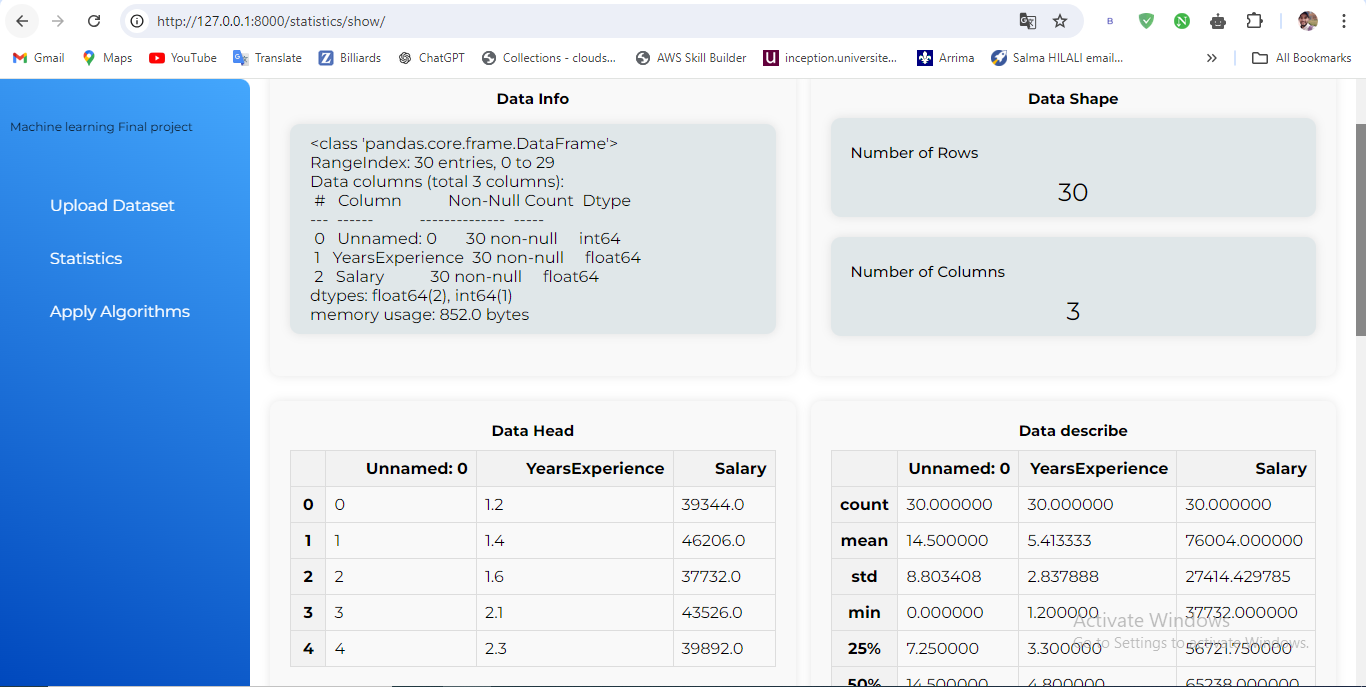 http://127.0.0.1:8000/statistics/show/
B
N
Gmail
Maps
YouTube
Translate
Z Billiards
ChatGPT
Collections - clouds...
AWS Skill Builder
u inception.universite...
Arrima
Salma HILALI email...
»
All Bookmarks
Machine learning Final project
Upload Dataset
Statistics
Apply Algorithms
Data Info
<class 'pandas.core.frame.DataFrame'>
RangeIndex: 30 entries, 0 to 29
Data columns (total 3 columns):
# Column Non-Null Count Dtype
--- ------ -------------- -----
0 Unnamed: 0 30 non-null int64
1 YearsExperience 30 non-null float64
2 Salary 30 non-null float64
dtypes: float64(2), int64(1)
memory usage: 852.0 bytes
Data Shape
Number of Rows
30
Number of Columns
3
Data Head
Unnamed: 0 YearsExperience Salary
0 0 1.2 39344.0
1 1 1.4 46206.0
2 2 1.6 37732.0
3 3 2.1 43526.0
4 4 2.3 39892.0
Data describe
Unnamed: 0 YearsExperience Salary
count 30.000000 30.000000 30.000000
mean 14.500000 5.413333 76004.000000
std 8.803408 2.837888 27414.429785
min 0.000000 1.200000 37732.000000
25% 7.250000 3.300000 56721.750000
50% 14.500000 4.800000 65238.000000
Activate Windows
Go to Settings to activate Windows.